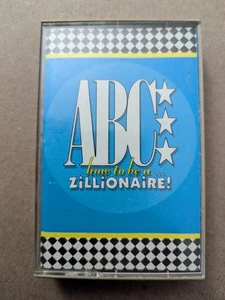 ABC
how to be a...
ZiLLiONAiRE!